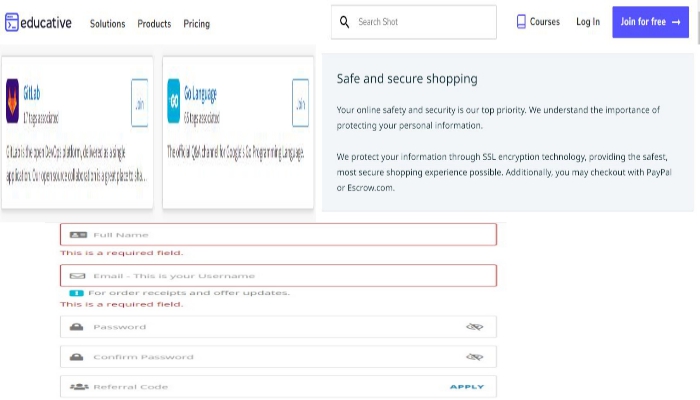 educative Solutions Products Pricing Search Shot Courses Log In Join for free →
GitLab
17 tags associated
Join
GitLab is the open DevOps platform, delivered as a single
application. Our open source collaboration is a great place to sha...
Go Language
65 tags associated
Join
The official Q&A channel for Google's Go Programming Language.
Safe and secure shopping
Your online safety and security is our top priority. We understand the importance of
protecting your personal information.
We protect your information through SSL encryption technology, providing the safest,
most secure shopping experience possible. Additionally, you may checkout with PayPal
or Escrow.com.
Full Name
This is a required field.
Email - This is your Username
For order receipts and offer updates.
This is a required field.
Password
Confirm Password
Referral Code APPLY